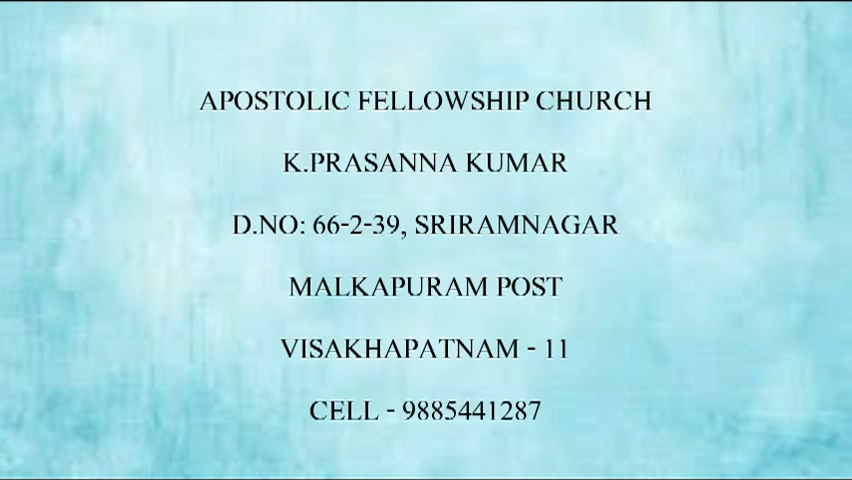 APOSTOLIC FELLOWSHIP CHURCH
K.PRASANNA KUMAR
D.NO: 66-2-39, SRIRAMNAGAR
MALKAPURAM POST
VISAKHAPATNAM - 11
CELL - 9885441287